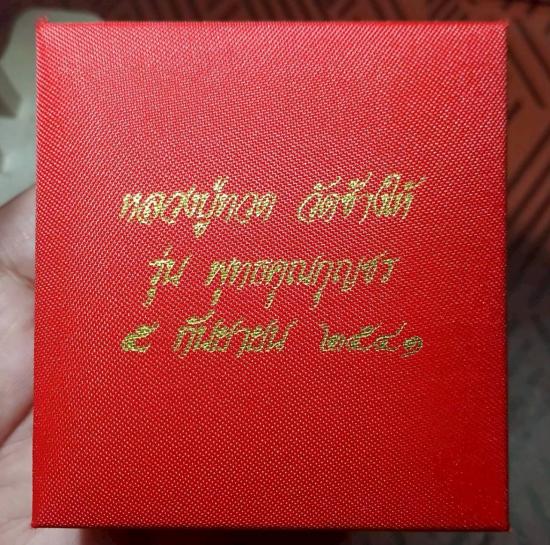 หลวงปู่ทวด วัดช้างให้
รุ่น พุทธคุณกุญชร
๕ กันยายน ๒๕๔๑